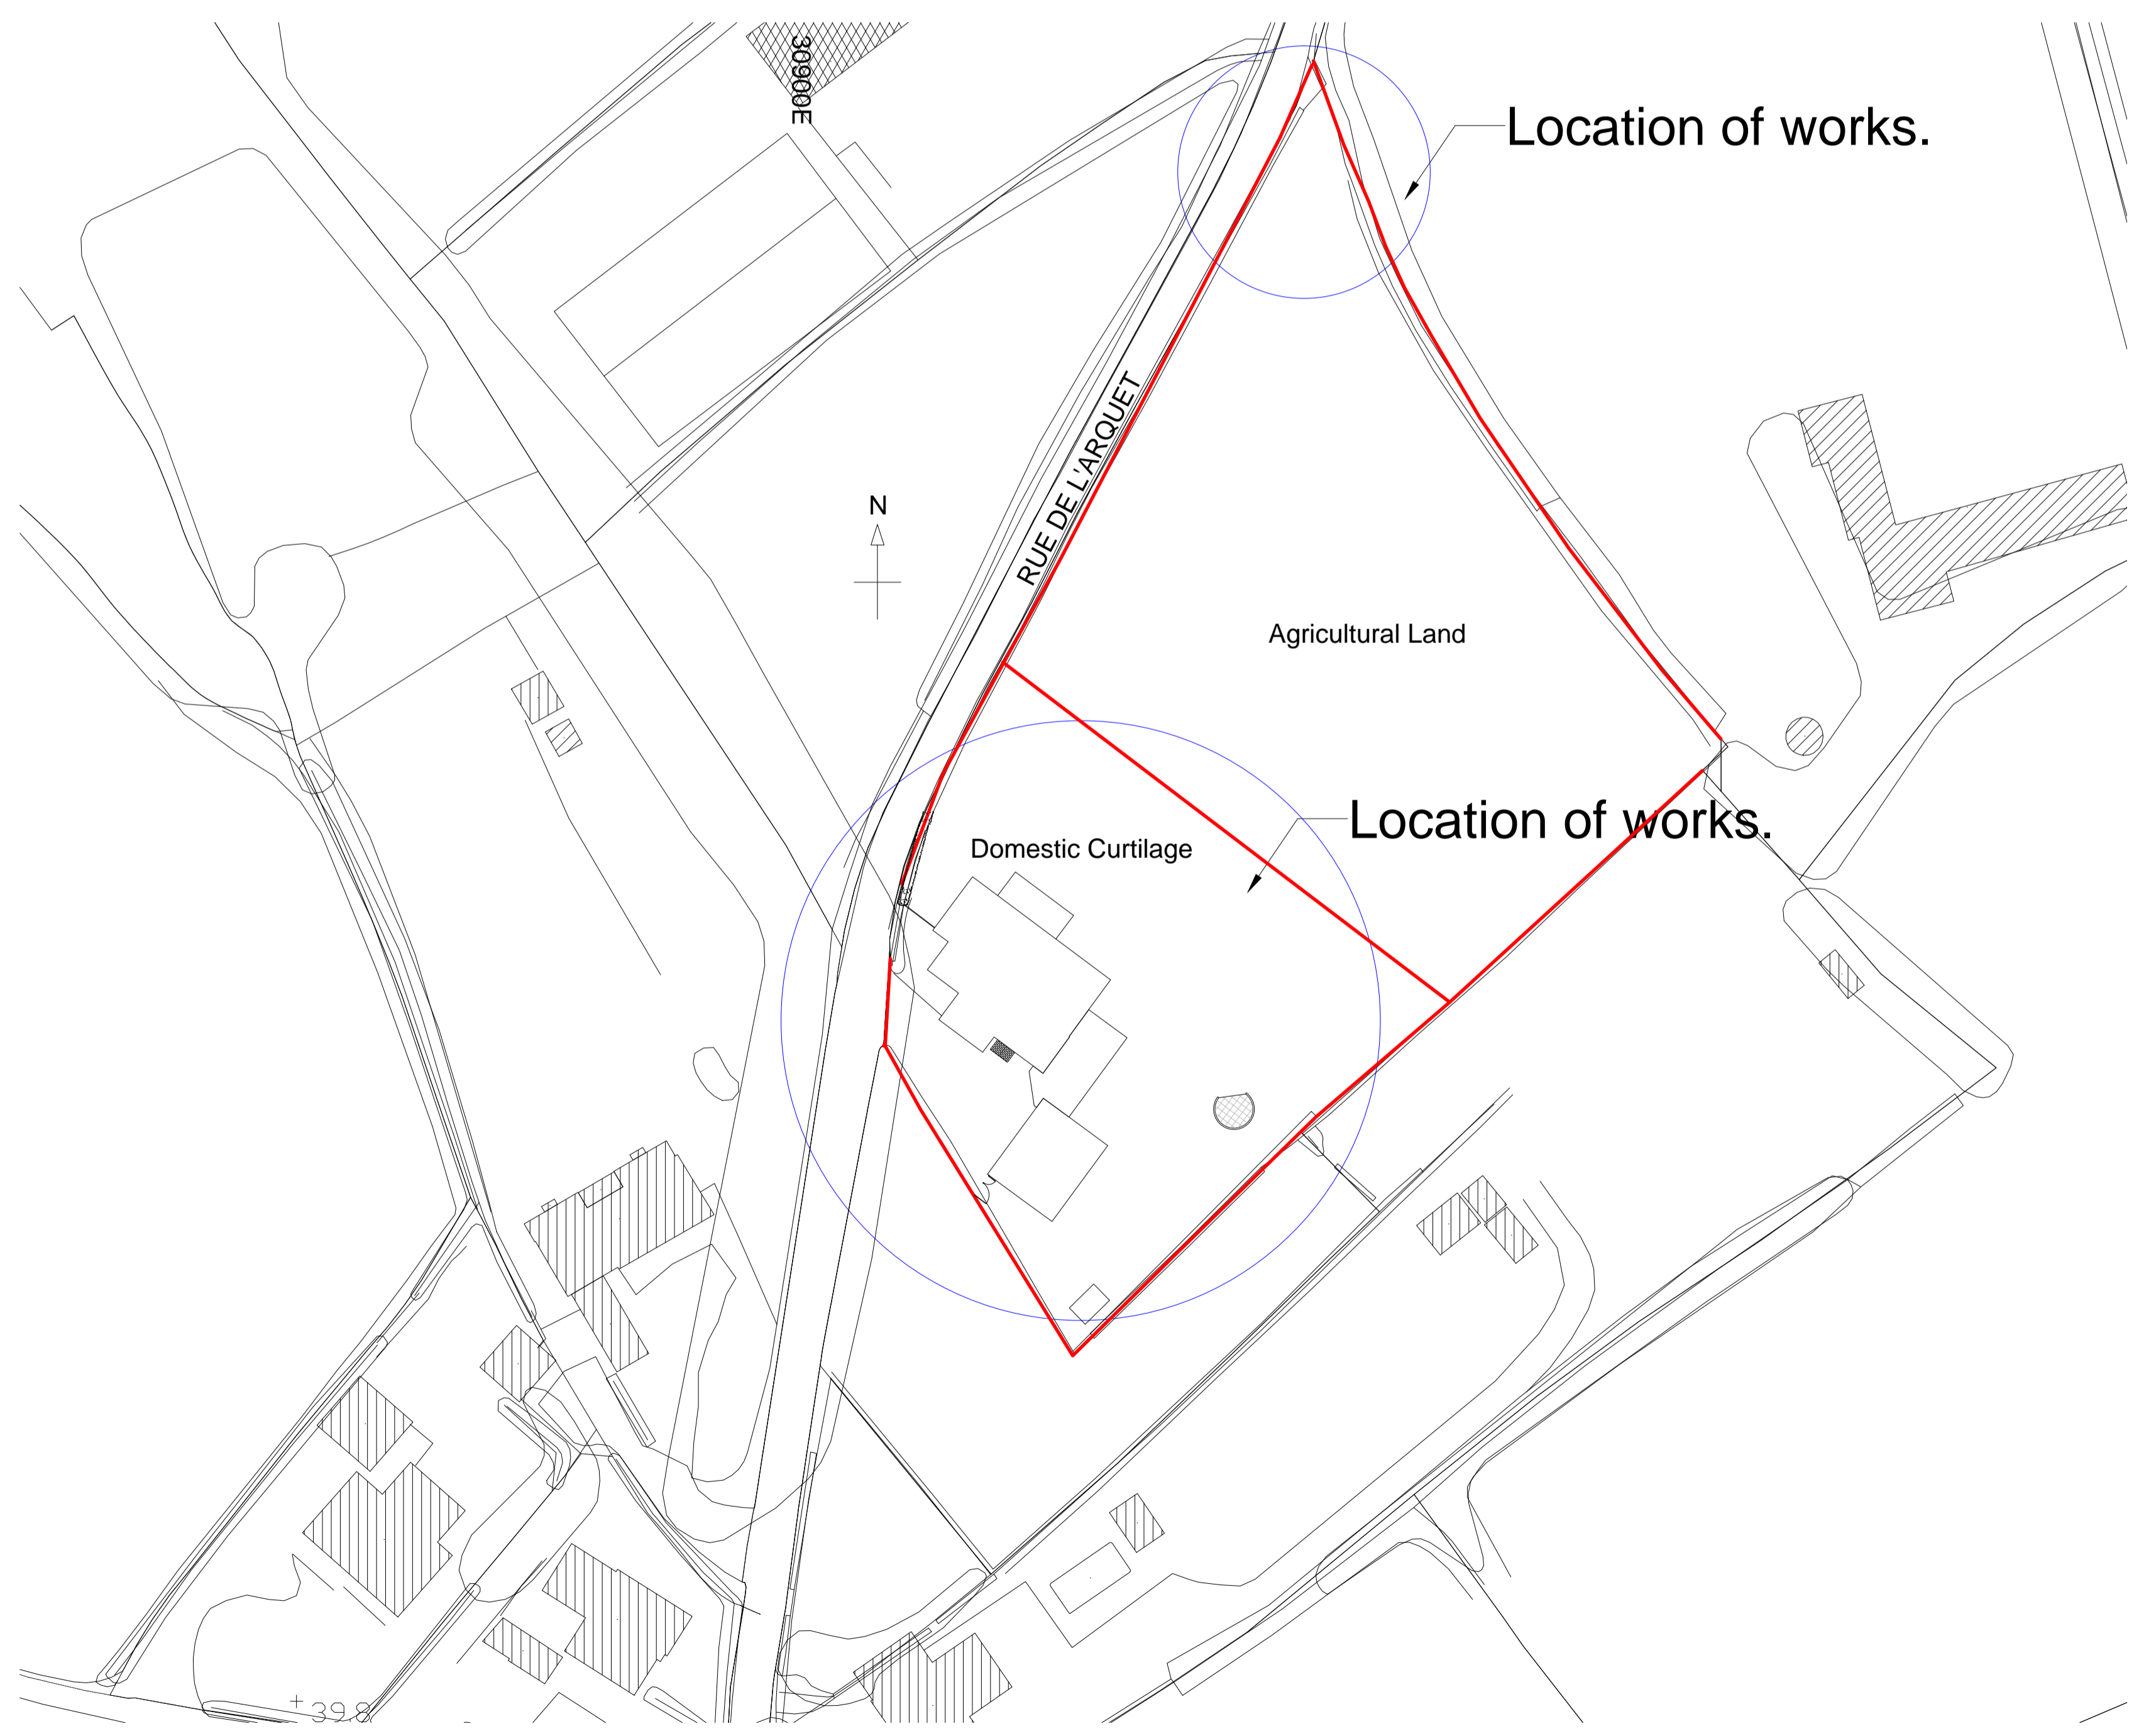 30900E
Location of works.
RUE DE L'ARQUET
N
Agricultural Land
Location of works.
Domestic Curtilage
39.8